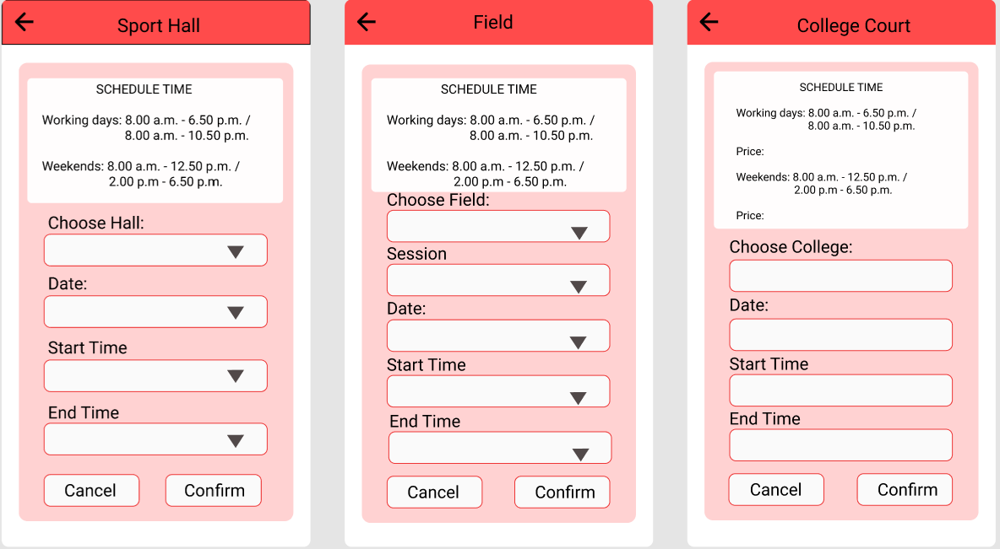 Sport Hall
SCHEDULE TIME
Working days: 8.00 a.m. - 6.50 p.m. /
8.00 a.m. - 10.50 p.m.
Weekends: 8.00 a.m. - 12.50 p.m. /
2.00 p.m - 6.50 p.m.
Choose Hall:
Date:
Start Time
End Time
Cancel
Confirm
Field
SCHEDULE TIME
Working days: 8.00 a.m. - 6.50 p.m. /
8.00 a.m. - 10.50 p.m.
Weekends: 8.00 a.m. - 12.50 p.m. /
2.00 p.m - 6.50 p.m.
Choose Field:
Session
Date:
Start Time
End Time
Cancel
Confirm
College Court
SCHEDULE TIME
Working days: 8.00 a.m. - 6.50 p.m. /
8.00 a.m. - 10.50 p.m.
Price:
Weekends: 8.00 a.m. - 12.50 p.m. /
2.00 p.m - 6.50 p.m.
Price:
Choose College:
Date:
Start Time
End Time
Cancel
Confirm